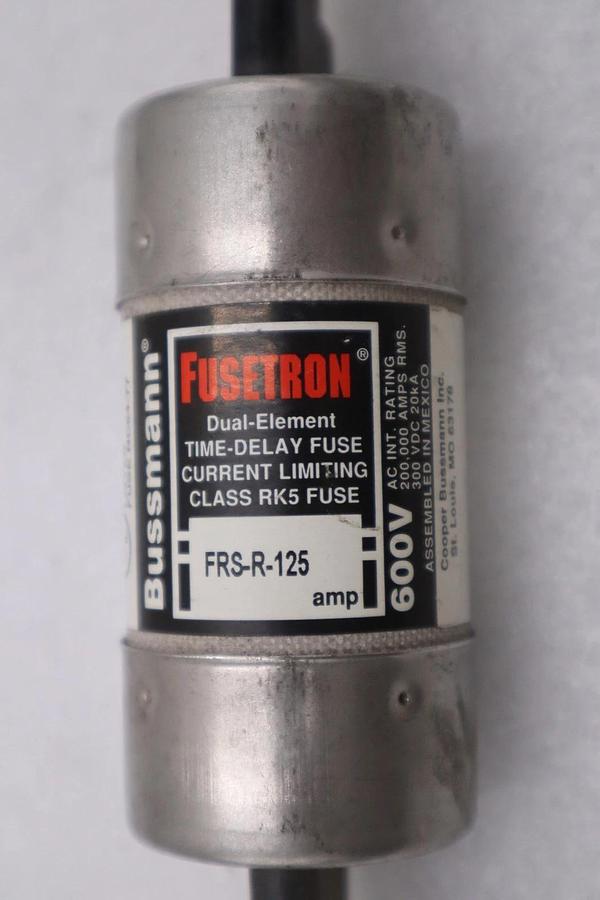 Bussmann®
FUSETRON®
Dual-Element
TIME-DELAY FUSE
CURRENT LIMITING
CLASS RK5 FUSE
FRS-R-125
amp
600V
AC INT. RATING
200,000 AMPS RMS.
300 VDC 20kA
ASSEMBLED IN MEXICO
Cooper Bussmann Inc.
St. Louis, MO 63178